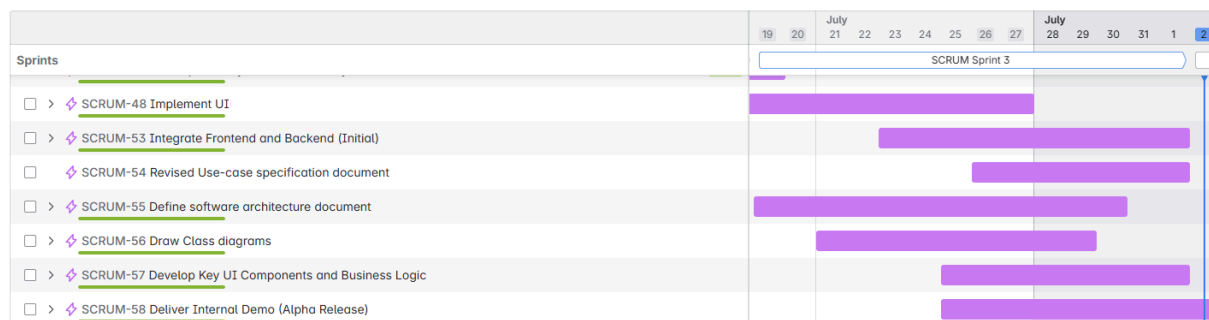 July July
19 20 21 22 23 24 25 26 27 28 29 30 31 1 2
Sprints SCRUM Sprint 3
SCRUM-48 Implement UI
SCRUM-53 Integrate Frontend and Backend (Initial)
SCRUM-54 Revised Use-case specification document
SCRUM-55 Define software architecture document
SCRUM-56 Draw Class diagrams
SCRUM-57 Develop Key UI Components and Business Logic
SCRUM-58 Deliver Internal Demo (Alpha Release)